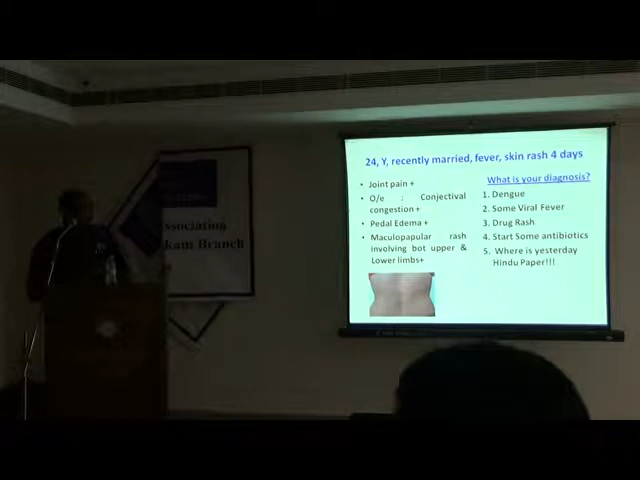 ssociation
kam Branch
24, Y, recently married, fever, skin rash 4 days
• Joint pain +
• O/e : Conjectival
congestion +
• Pedal Edema +
• Maculopapular rash
involving bot upper &
Lower limbs+
What is your diagnosis?
1. Dengue
2. Some Viral Fever
3. Drug Rash
4. Start Some antibiotics
5. Where is yesterday
Hindu Paper!!!